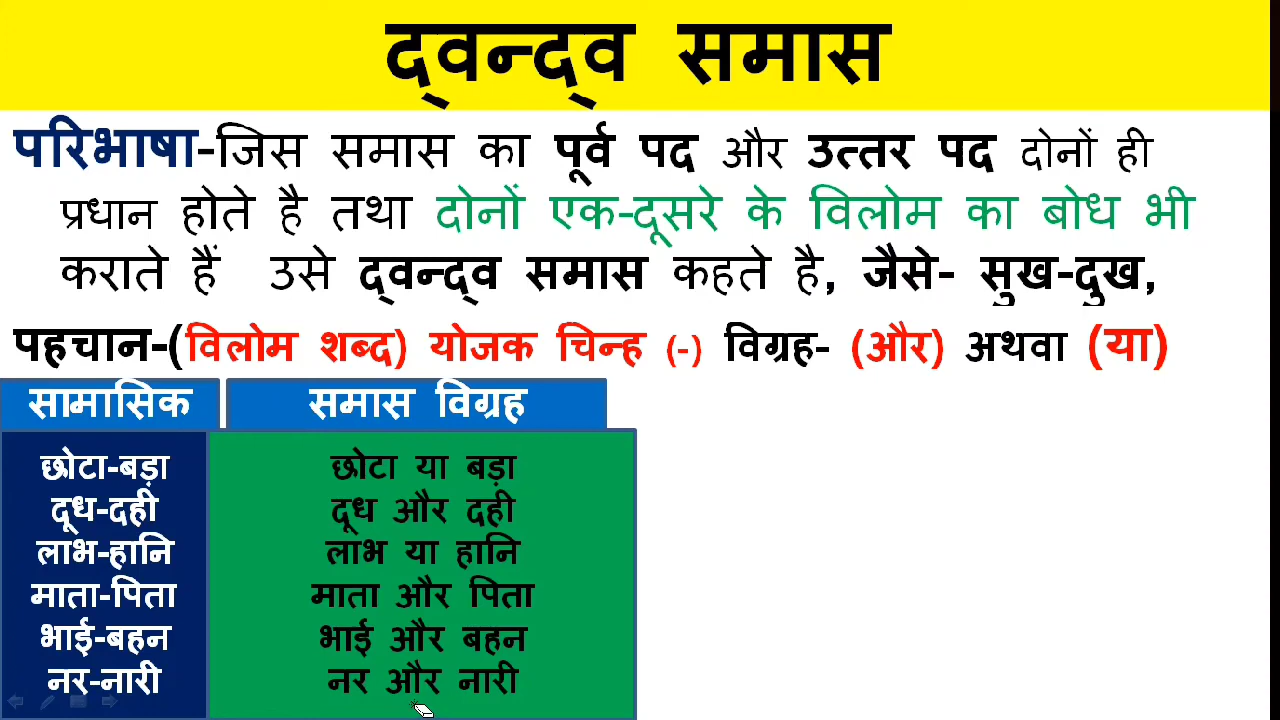 द्वन्द्व समास
परिभाषा-जिस समास का पूर्व पद और उत्तर पद दोनों ही
प्रधान होते है तथा दोनों एक-दूसरे के विलोम का बोध भी
कराते हैं उसे द्वन्द्व समास कहते है, जैसे- सुख-दुख,
पहचान-(विलोम शब्द) योजक चिन्ह (-) विग्रह- (और) अथवा (या)
सामासिक समास विग्रह
छोटा-बड़ा छोटा या बड़ा
दूध-दही दूध और दही
लाभ-हानि लाभ या हानि
माता-पिता माता और पिता
भाई-बहन भाई और बहन
नर-नारी नर और नारी